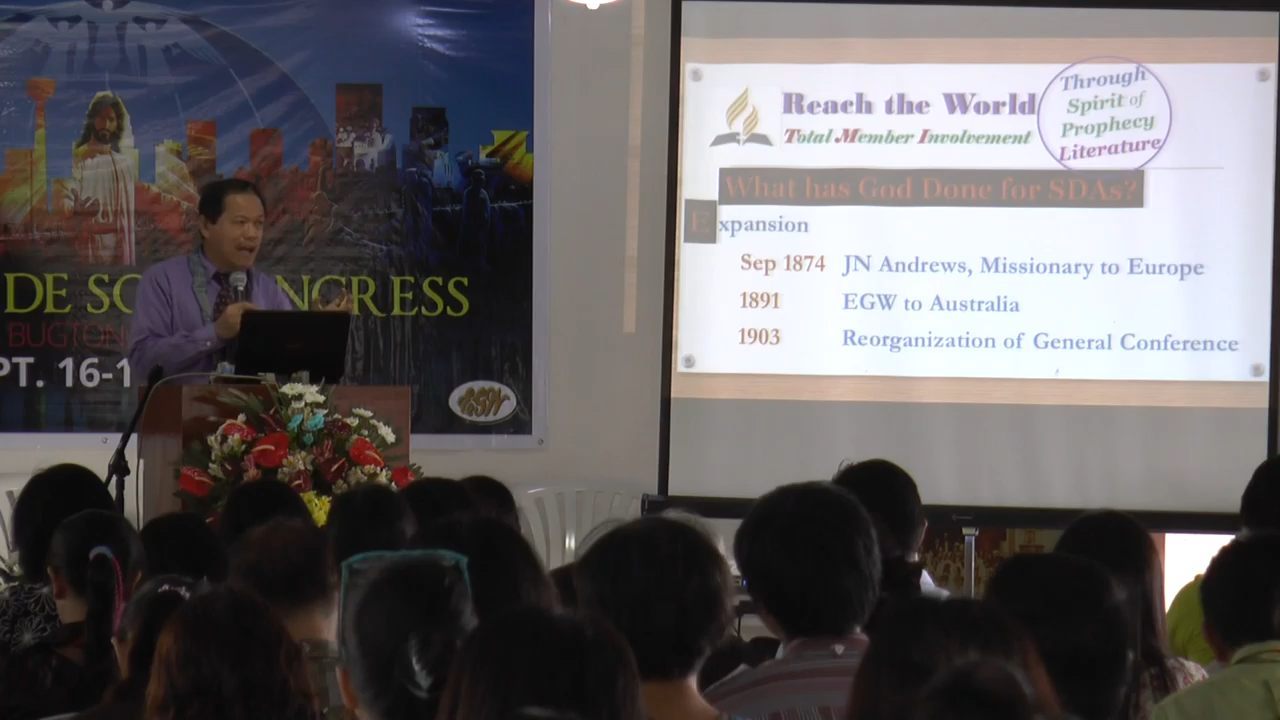 DE SC NGRESS
BUGTON
PT. 16-1
Reach the World
Total Member Involvement
Through
Spirit of
Prophecy
Literature
What has God Done for SDAs?
Expansion
Sep 1874 JN Andrews, Missionary to Europe
1891 EGW to Australia
1903 Reorganization of General Conference